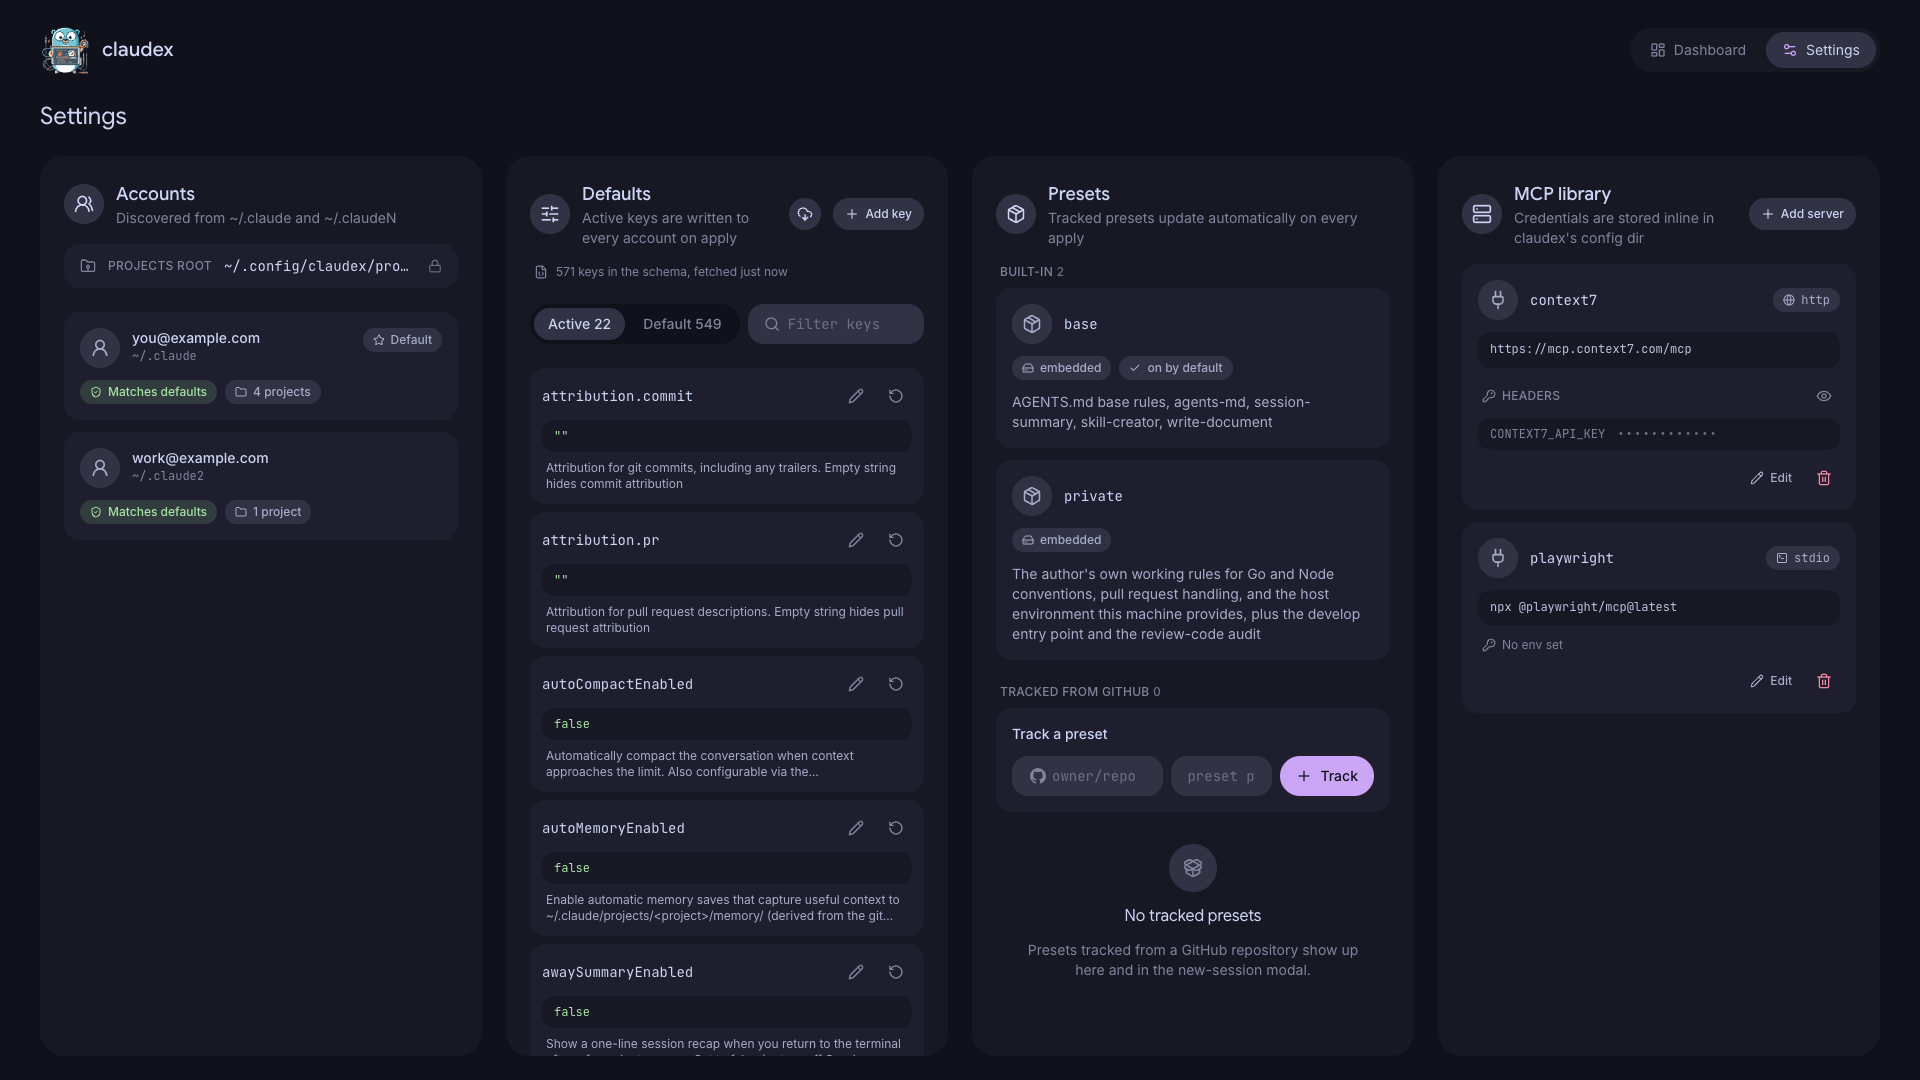 claudex
Dashboard
Settings
Settings
Accounts
Discovered from ~/.claude and ~/.claudeN
PROJECTS ROOT ~/.config/claudex/pro…
you@example.com
~/.claude
Default
Matches defaults
4 projects
work@example.com
~/.claude2
Matches defaults
1 project
Defaults
Active keys are written to
every account on apply
Add key
571 keys in the schema, fetched just now
Active 22
Default 549
Filter keys
attribution.commit
""
Attribution for git commits, including any trailers. Empty string
hides commit attribution
attribution.pr
""
Attribution for pull request descriptions. Empty string hides pull
request attribution
autoCompactEnabled
false
Automatically compact the conversation when context
approaches the limit. Also configurable via the…
autoMemoryEnabled
false
Enable automatic memory saves that capture useful context to
~/.claude/projects/<project>/memory/ (derived from the git…
awaySummaryEnabled
false
Show a one-line session recap when you return to the terminal
Presets
Tracked presets update automatically on every
apply
BUILT-IN 2
base
embedded
on by default
AGENTS.md base rules, agents-md, session-
summary, skill-creator, write-document
private
embedded
The author's own working rules for Go and Node
conventions, pull request handling, and the host
environment this machine provides, plus the develop
entry point and the review-code audit
TRACKED FROM GITHUB 0
Track a preset
owner/repo
preset p
Track
No tracked presets
Presets tracked from a GitHub repository show up
here and in the new-session modal.
MCP library
Credentials are stored inline in
claudex's config dir
Add server
context7
http
https://mcp.context7.com/mcp
HEADERS
CONTEXT7_API_KEY ••••••••••••
Edit
playwright
stdio
npx @playwright/mcp@latest
No env set
Edit